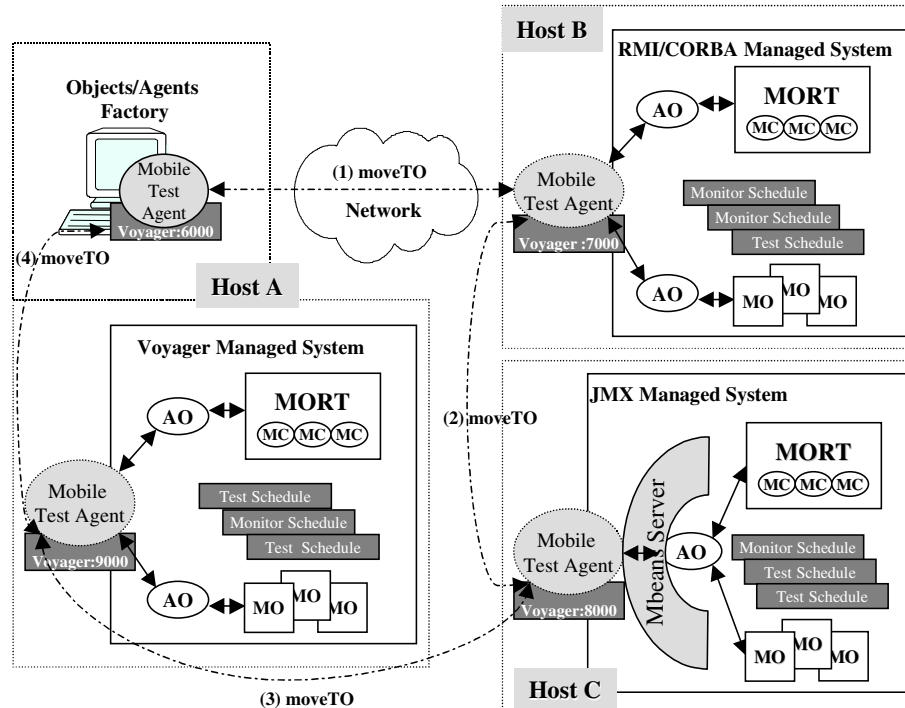 Objects/Agents
Factory
Mobile
Test
Agent
Voyager:6000
(4) moveTO
Host A
(1) moveTO
Network
Host B
RMI/CORBA Managed System
Mobile
Test Agent
Voyager :7000
AO
MORT
MC MC MC
Monitor Schedule
Monitor Schedule
Test Schedule
AO
MO
MO
MO
Voyager Managed System
Mobile
Test Agent
Voyager:9000
AO
MORT
MC MC MC
Test Schedule
Monitor Schedule
Test Schedule
AO
MO
MO
MO
(2) moveTO
(3) moveTO
JMX Managed System
Mobile
Test Agent
Voyager:8000
Mbeans Server
AO
MORT
MC MC MC
Monitor Schedule
Test Schedule
Test Schedule
MO
MO
MO
Host C